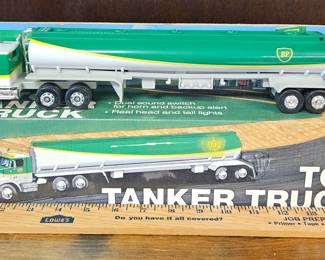 BP
TRUCK
• Dual sound switch
for horn and backup alert
• Real head and tail lights
BP
TO
TANKER TRUC
LOWE'S
Do you have it all covered?
JOB PREP
• Primer • Tape •